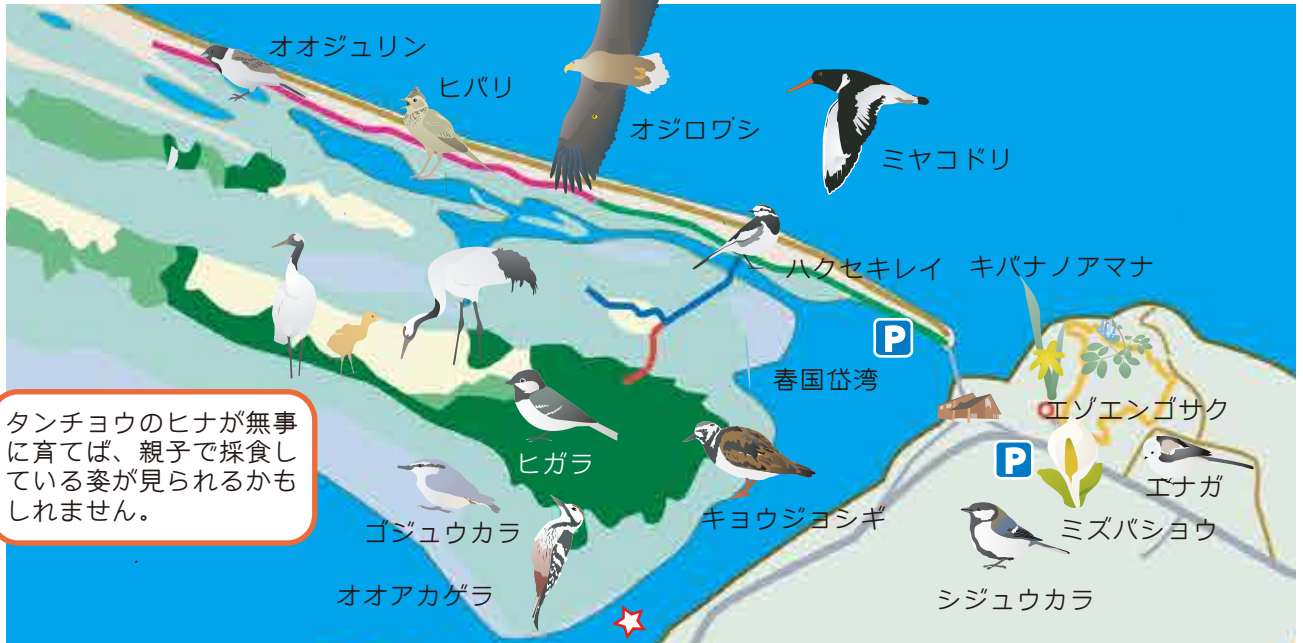 オオジュリン
ヒバリ
オジロワシ
ミヤコドリ
ハクセキレイ
キバナノアマナ
P
春国岱湾
エゾエンゴサク
タンチョウのヒナが無事
に育てば、親子で採食し
ている姿が見られるかも
しれません。
ヒガラ
P
エナガ
ゴジュウカラ
キョウジョシギ
ミズバショウ
オオアカゲラ
シジュウカラ